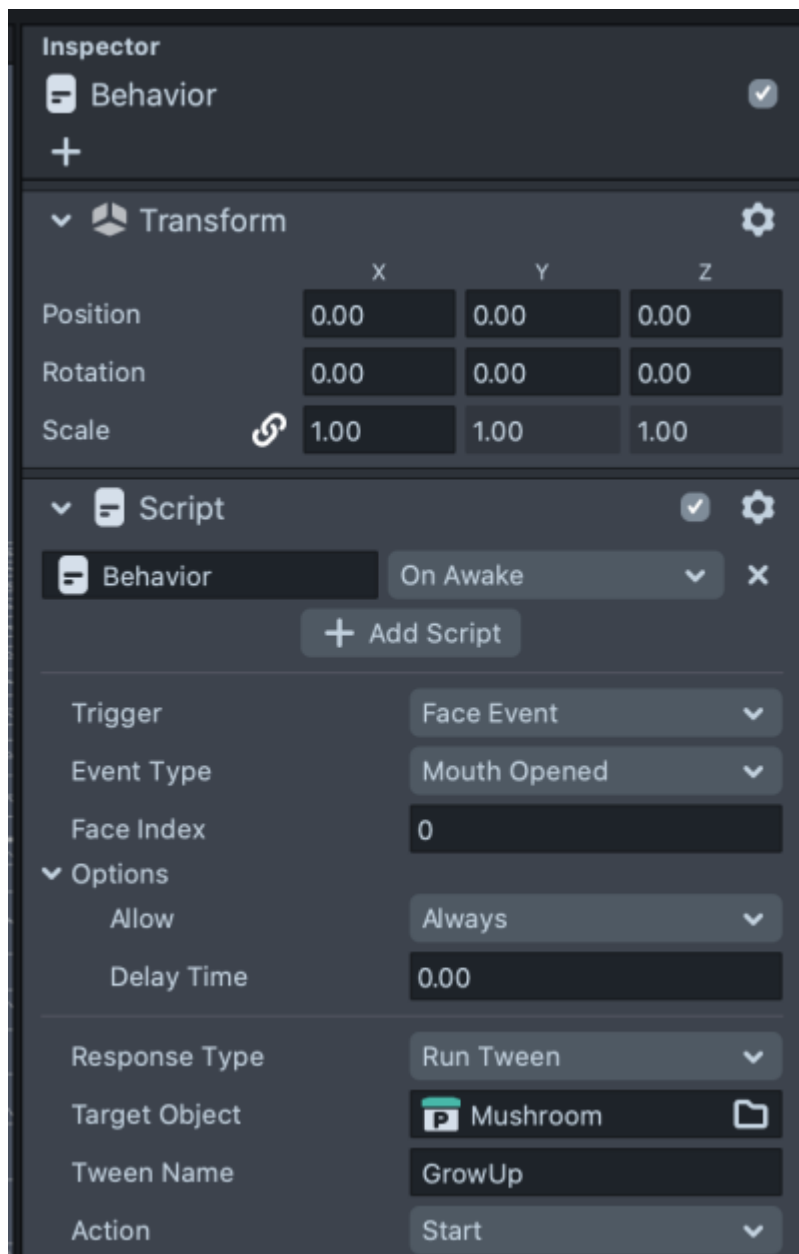 Inspector
Behavior
Transform
X Y Z
Position 0.00 0.00 0.00
Rotation 0.00 0.00 0.00
Scale 1.00 1.00 1.00
Script
Behavior On Awake
+ Add Script
Trigger Face Event
Event Type Mouth Opened
Face Index 0
Options
Allow Always
Delay Time 0.00
Response Type Run Tween
Target Object P Mushroom
Tween Name GrowUp
Action Start